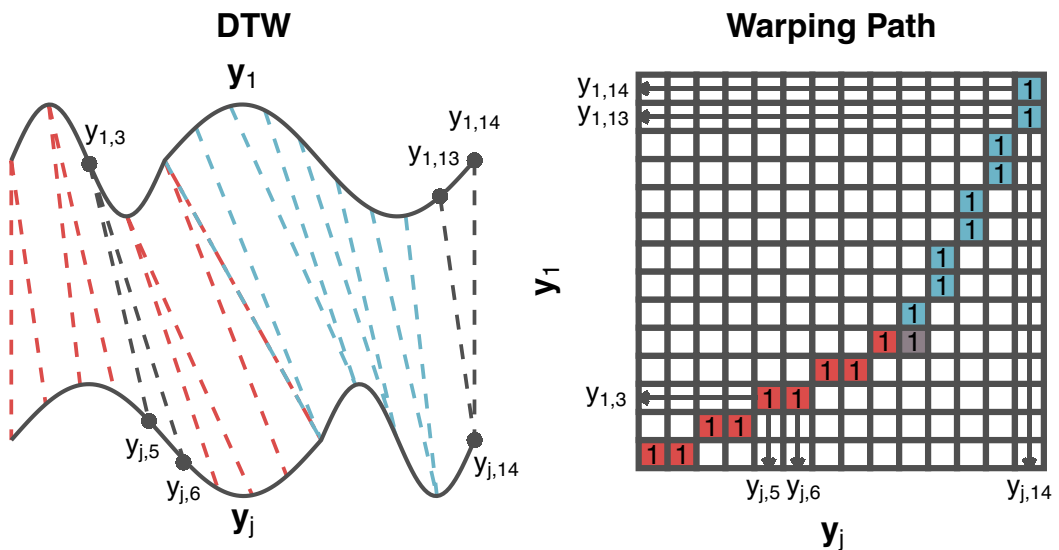 DTW
y1
y1,3
y1,14
y1,13
yj,5
yj,6
yj,14
yj
Warping Path
y1,14 1
y1,13 1
1
1
1
1
1
1
1
1 1
1 1
y1,3 1 1
1 1
1 1
yj,5 yj,6 yj,14
y1
yj